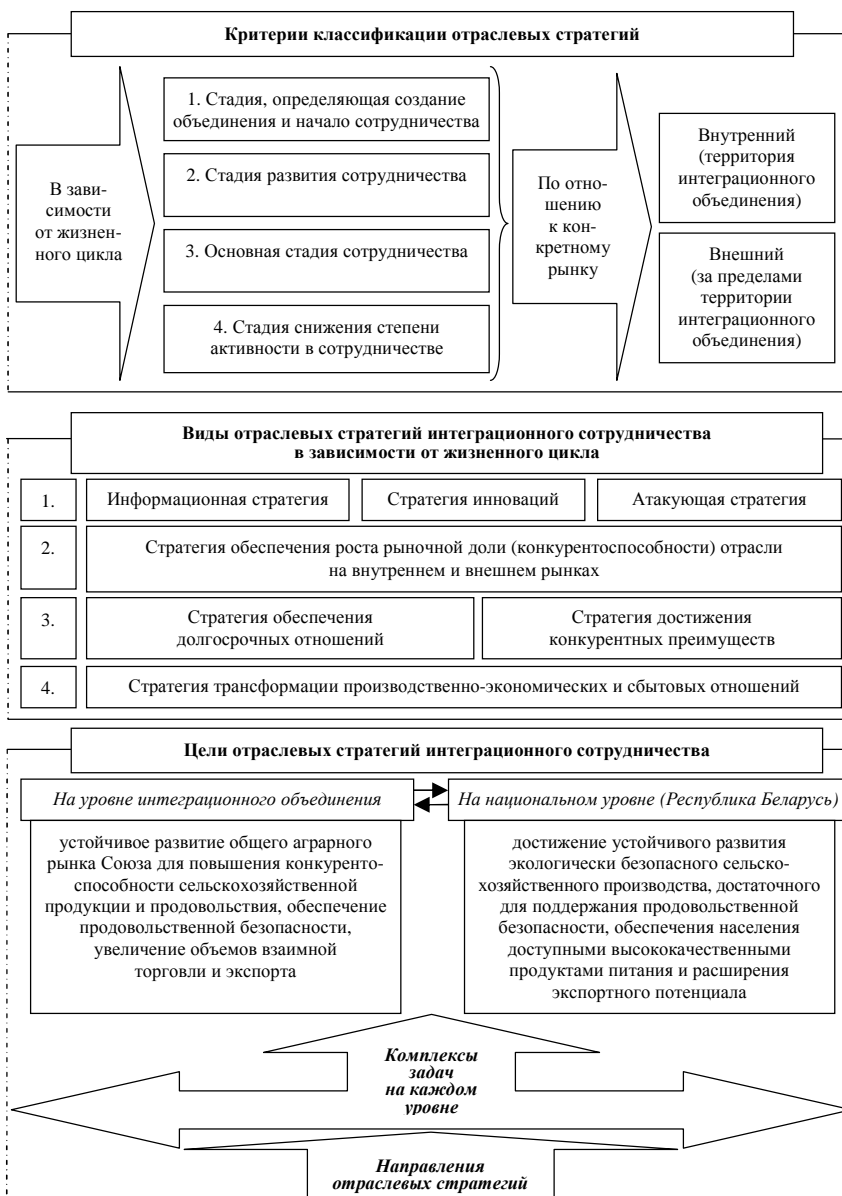 Критерии классификации отраслевых стратегий
В зави-
симости
от жизнен-
ного цикла
1. Стадия, определяющая создание
объединения и начало сотрудничества
2. Стадия развития сотрудничества
3. Основная стадия сотрудничества
4. Стадия снижения степени
активности в сотрудничестве
По отно-
шению
к кон-
кретному
рынку
Внутренний
(территория
интеграционного
объединения)
Внешний
(за пределами
территории
интеграционного
объединения)
Виды отраслевых стратегий интеграционного сотрудничества
в зависимости от жизненного цикла
1.
Информационная стратегия
Стратегия инноваций
Атакующая стратегия
2.
Стратегия обеспечения роста рыночной доли (конкурентоспособности) отрасли
на внутреннем и внешнем рынках
3.
Стратегия обеспечения
долгосрочных отношений
Стратегия достижения
конкурентных преимуществ
4.
Стратегия трансформации производственно-экономических и сбытовых отношений
Цели отраслевых стратегий интеграционного сотрудничества
На уровне интеграционного объединения
устойчивое развитие общего аграрного
рынка Союза для повышения конкуренто-
способности сельскохозяйственной
продукции и продовольствия, обеспечение
продовольственной безопасности,
увеличение объемов взаимной
торговли и экспорта
На национальном уровне (Республика Беларусь)
достижение устойчивого развития
экологически безопасного сельско-
хозяйственного производства, достаточного
для поддержания продовольственной
безопасности, обеспечения населения
доступными высококачественными
продуктами питания и расширения
экспортного потенциала
Комплексы
задач
на каждом
уровне
Направления
отраслевых стратегий